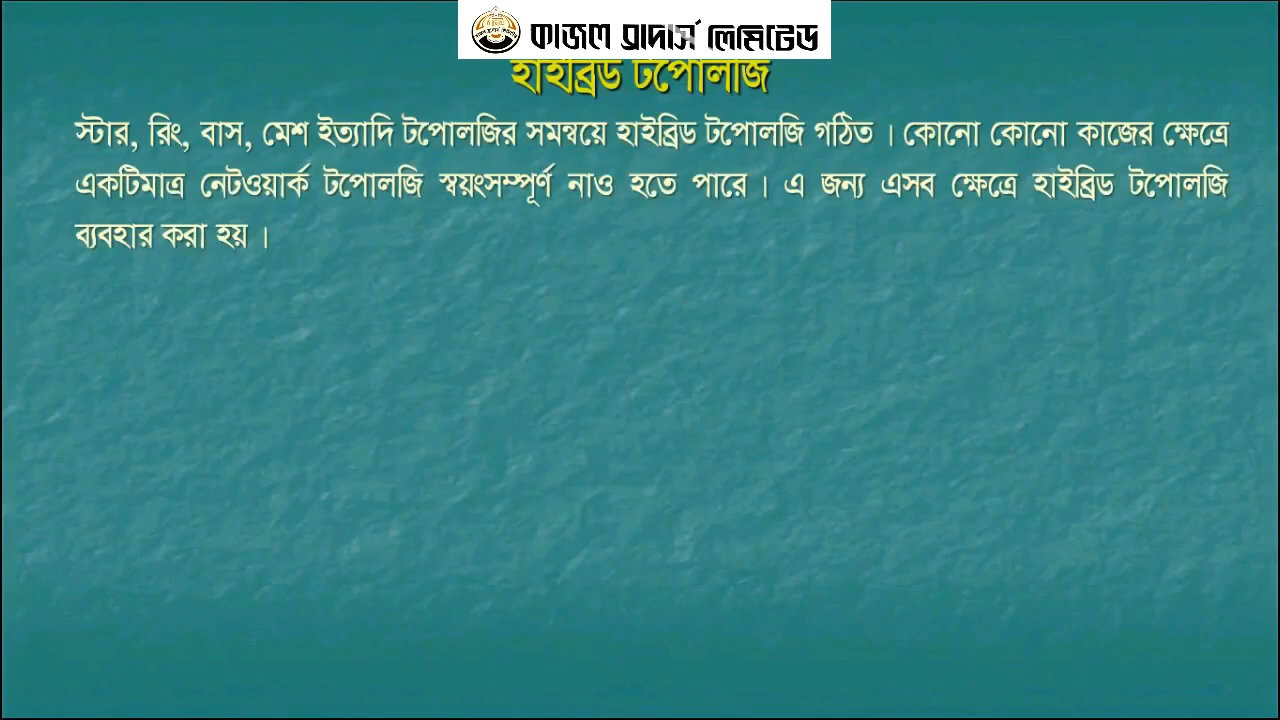 কাজল ব্রাদার্স লিমিটেড
হাইব্রিড টপোলজি
স্টার, রিং, বাস, মেশ ইত্যাদি টপোলজির সমন্বয়ে হাইব্রিড টপোলজি গঠিত । কোনো কোনো কাজের ক্ষেত্রে
একটিমাত্র নেটওয়ার্ক টপোলজি স্বয়ংসম্পূর্ণ নাও হতে পারে । এ জন্য এসব ক্ষেত্রে হাইব্রিড টপোলজি
ব্যবহার করা হয় ।